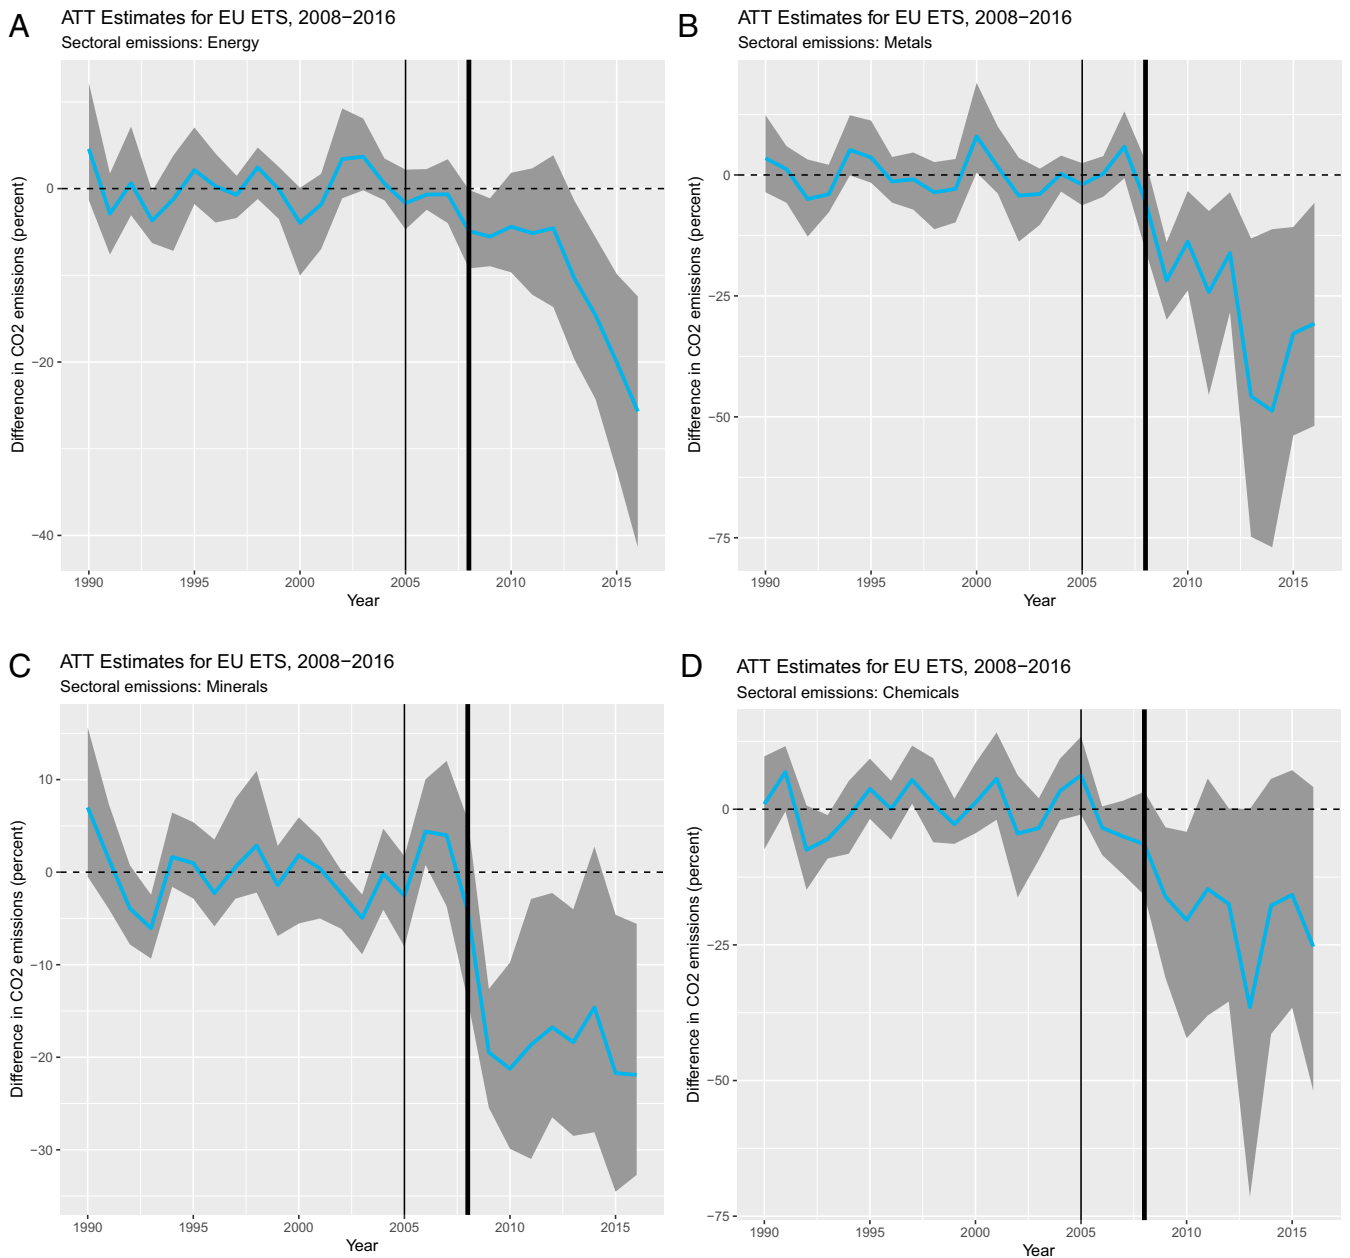 A
ATT Estimates for EU ETS, 2008−2016
Sectoral emissions: Energy
Difference in CO2 emissions (percent)
0
−20
−40
1990 1995 2000 2005 2010 2015
Year
B
ATT Estimates for EU ETS, 2008−2016
Sectoral emissions: Metals
Difference in CO2 emissions (percent)
0
−25
−50
−75
1990 1995 2000 2005 2010 2015
Year
C
ATT Estimates for EU ETS, 2008−2016
Sectoral emissions: Minerals
Difference in CO2 emissions (percent)
10
0
−10
−20
−30
1990 1995 2000 2005 2010 2015
Year
D
ATT Estimates for EU ETS, 2008−2016
Sectoral emissions: Chemicals
Difference in CO2 emissions (percent)
0
−25
−50
−75
1990 1995 2000 2005 2010 2015
Year